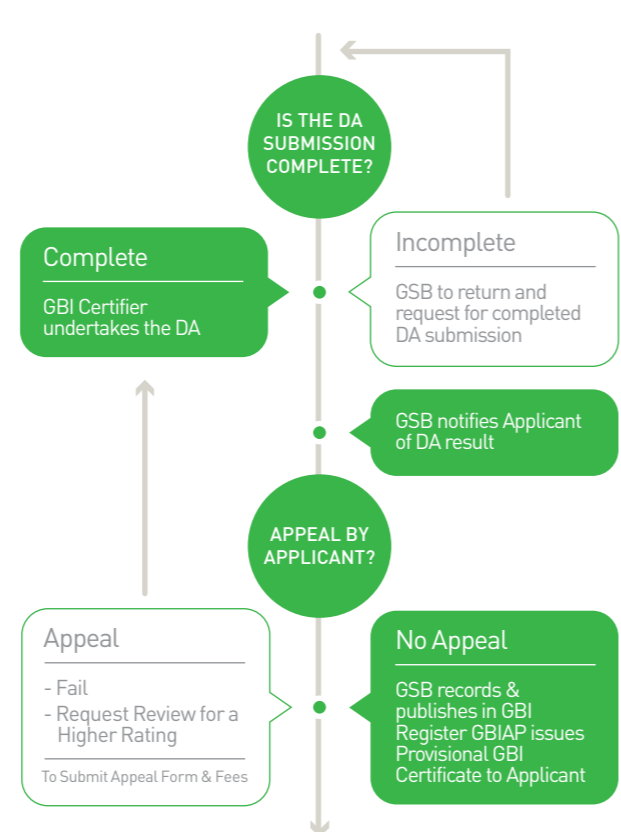 IS THE DA
SUBMISSION
COMPLETE?
Complete
GBI Certifier
undertakes the DA
Incomplete
GSB to return and
request for completed
DA submission
GSB notifies Applicant
of DA result
APPEAL BY
APPLICANT?
Appeal
- Fail
- Request Review for a
Higher Rating
To Submit Appeal Form & Fees
No Appeal
GSB records &
publishes in GBI
Register GBIAP issues
Provisional GBI
Certificate to Applicant